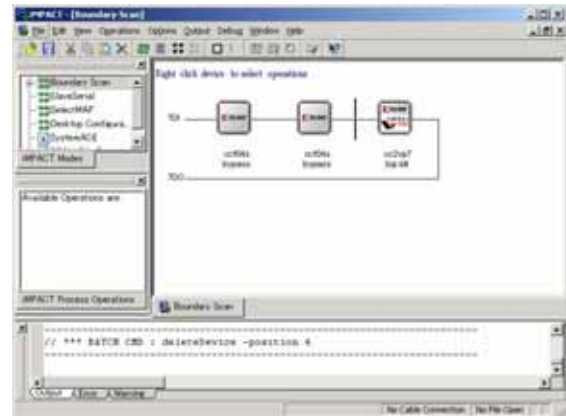 iMPACT - [Boundary Scan]
File Edit View Operations Options Output Debug Window Help
Right click device to select operations
Boundary Scan
SlaveSerial
SelectMAP
Desktop Configura...
SystemACE
iMPACT Modes
TDI
bypass
bypass
xc2vp7
top.bit
TDO
Available Operations are
iMPACT Process Operations
Boundary Scan
// *** BATCH CMD : deleteDevice -position 4
Output Error Warning
No Cable Connection No File Open